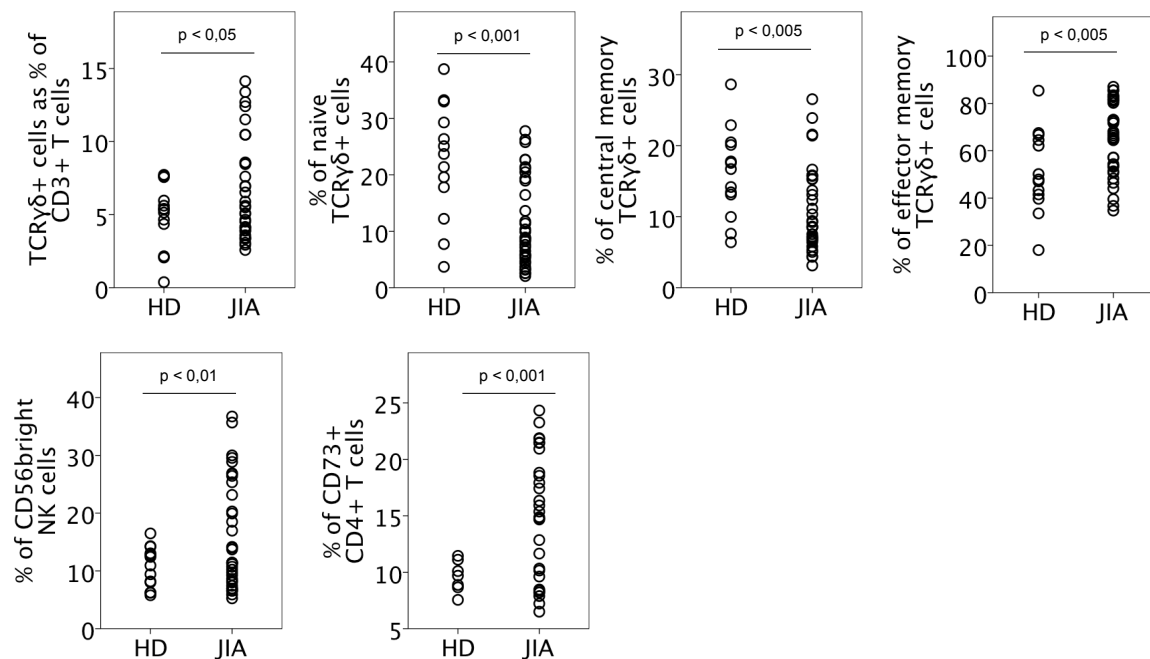 TCRγδ+ cells as % of
CD3+ T cells
p < 0,05
15
10
5
0
HD JIA
% of naive
TCRγδ+ cells
p < 0,001
40
30
20
10
0
HD JIA
% of central memory
TCRγδ+ cells
p < 0,005
30
20
10
0
HD JIA
% of effector memory
TCRγδ+ cells
p < 0,005
100
80
60
40
20
0
HD JIA
% of CD56bright
NK cells
p < 0,01
40
30
20
10
0
HD JIA
% of CD73+
CD4+ T cells
p < 0,001
25
20
15
10
5
HD JIA